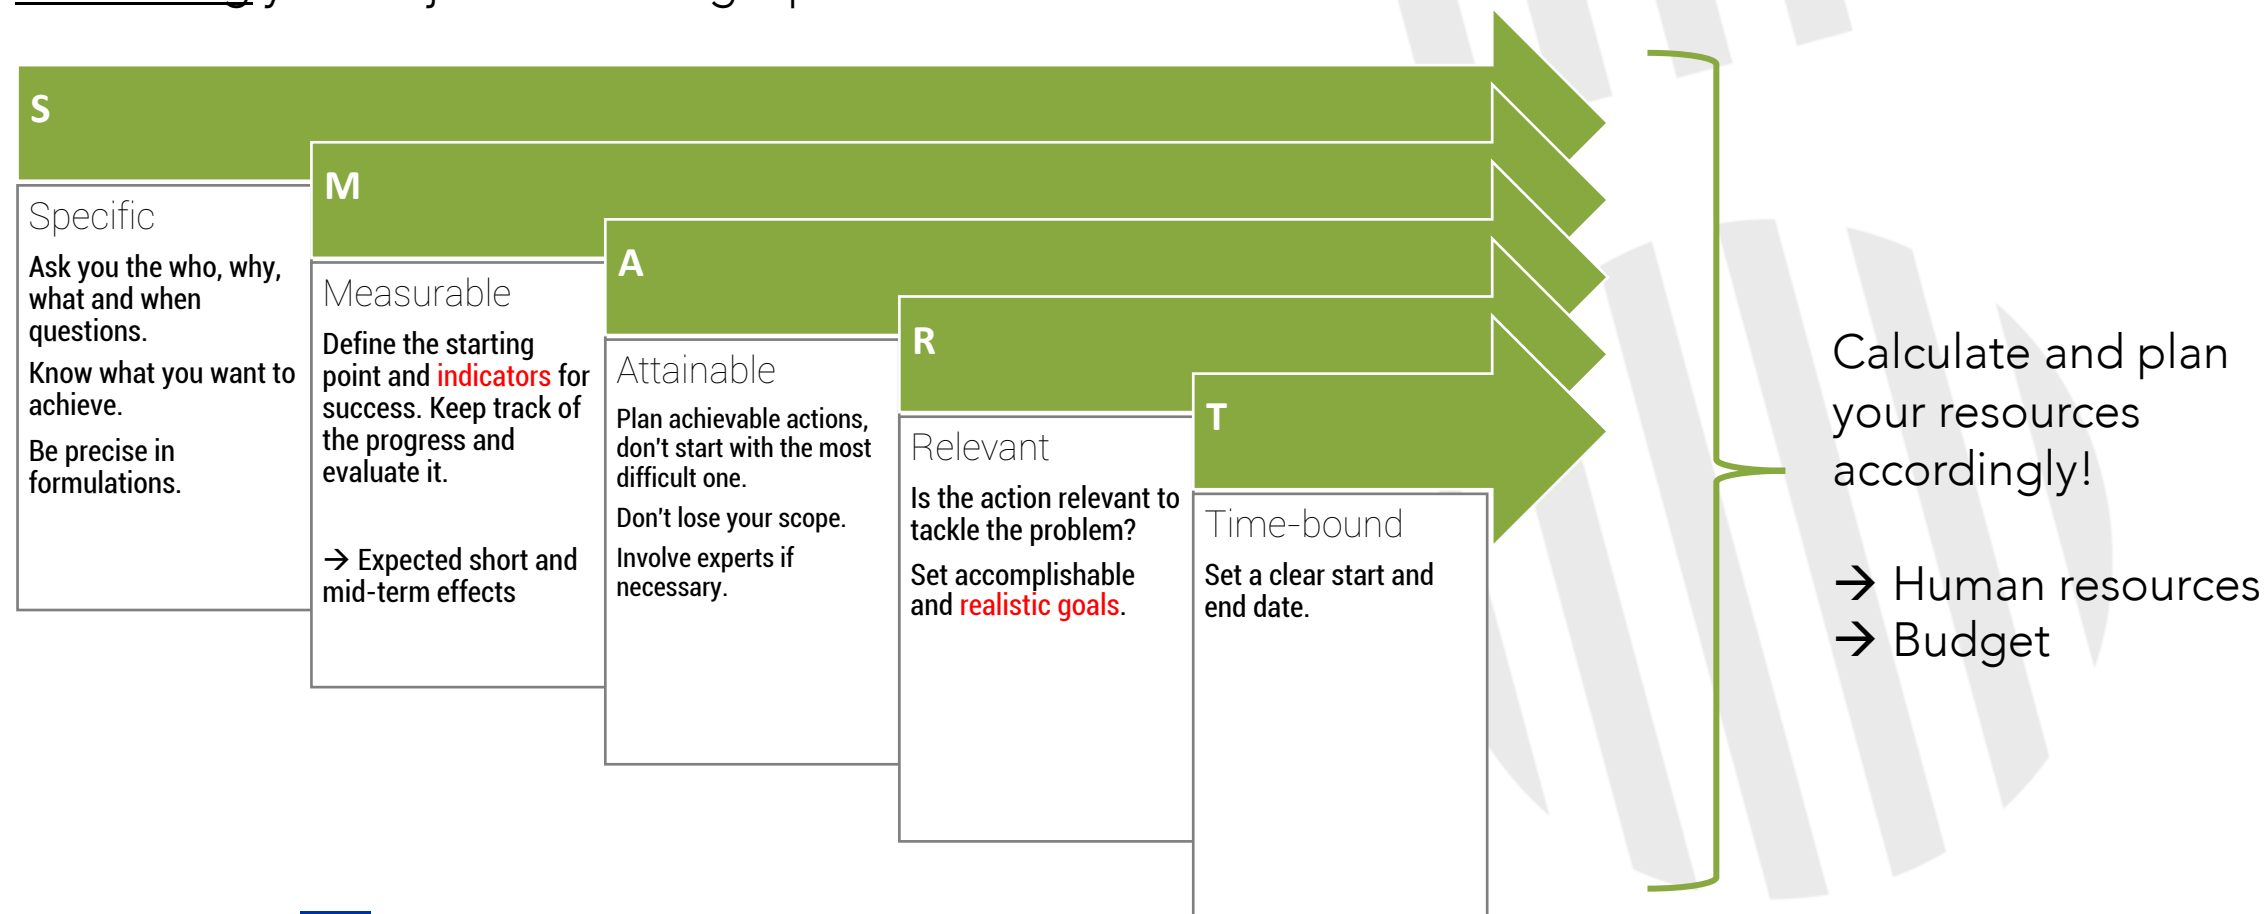 S
Specific
Ask you the who, why,
what and when
questions.
Know what you want to
achieve.
Be precise in
formulations.
M
Measurable
Define the starting
point and indicators for
success. Keep track of
the progress and
evaluate it.
→ Expected short and
mid-term effects
A
Attainable
Plan achievable actions,
don't start with the most
difficult one.
Don't lose your scope.
Involve experts if
necessary.
R
Relevant
Is the action relevant to
tackle the problem?
Set accomplishable
and realistic goals.
T
Time-bound
Set a clear start and
end date.
Calculate and plan
your resources
accordingly!
→ Human resources
→ Budget